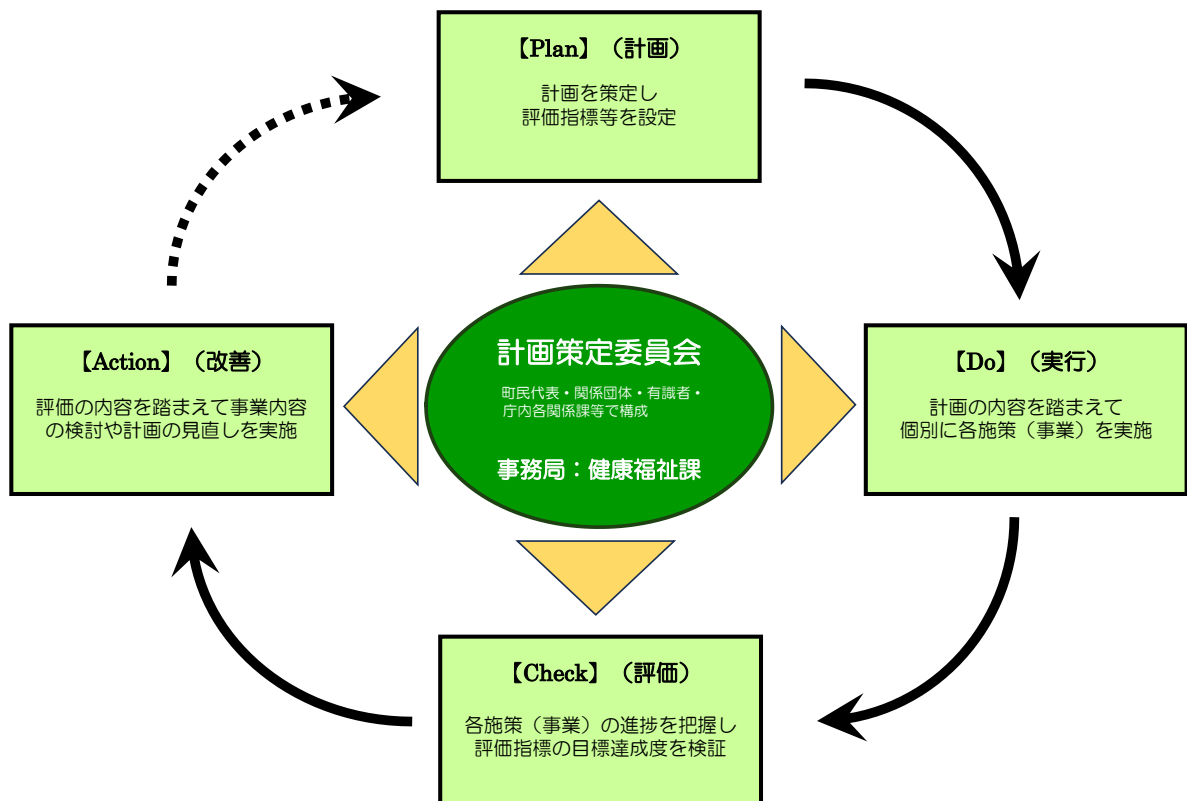 【Plan】（計画）
計画を策定し
評価指標等を設定
【Action】（改善）
評価の内容を踏まえて事業内容
の検討や計画の見直しを実施
計画策定委員会
町民代表・関係団体・有識者・
庁内各関係課等で構成
事務局：健康福祉課
【Do】（実行）
計画の内容を踏まえて
個別に各施策（事業）を実施
【Check】（評価）
各施策（事業）の進捗を把握し
評価指標の目標達成度を検証